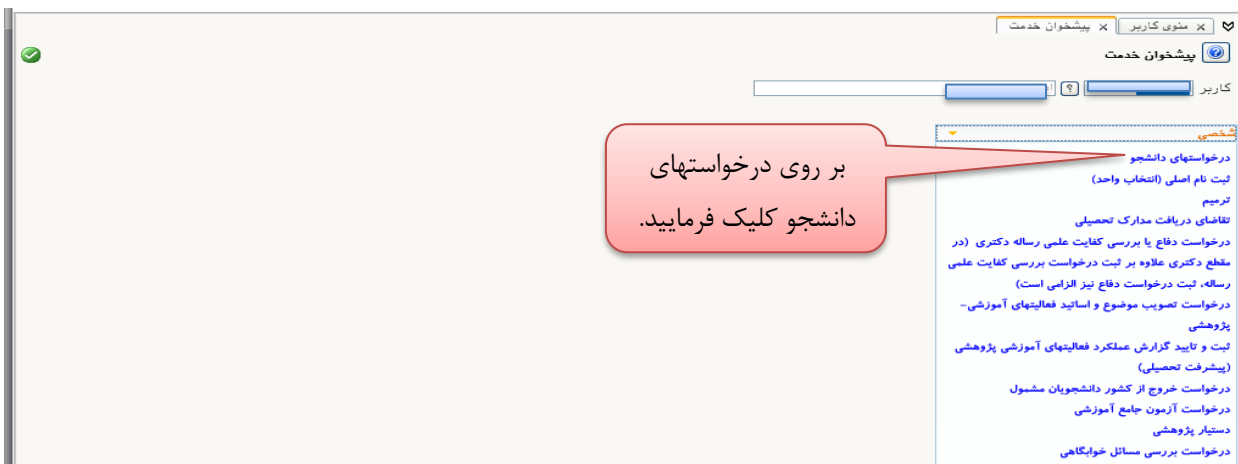 منوی کاربر
پیشخوان خدمت
پیشخوان خدمت
کاربر
شخصی
درخواستهای دانشجو
ثبت نام اصلی (انتخاب واحد)
ترمیم
تقاضای دریافت مدارک تحصیلی
درخواست دفاع یا بررسی کفایت علمی رساله دکتری (در
مقطع دکتری علاوه بر ثبت درخواست بررسی کفایت علمی
رساله، ثبت درخواست دفاع نیز الزامی است)
درخواست تصویب موضوع و اساتید فعالیتهای آموزشی-
پژوهشی
ثبت و تایید گزارش عملکرد فعالیتهای آموزشی پژوهشی
(پیشرفت تحصیلی)
درخواست خروج از کشور دانشجویان مشمول
درخواست آزمون جامع آموزشی
دستیار پژوهشی
درخواست بررسی مسائل خوابگاهی
بر روی درخواستهای
دانشجو کلیک فرمایید.